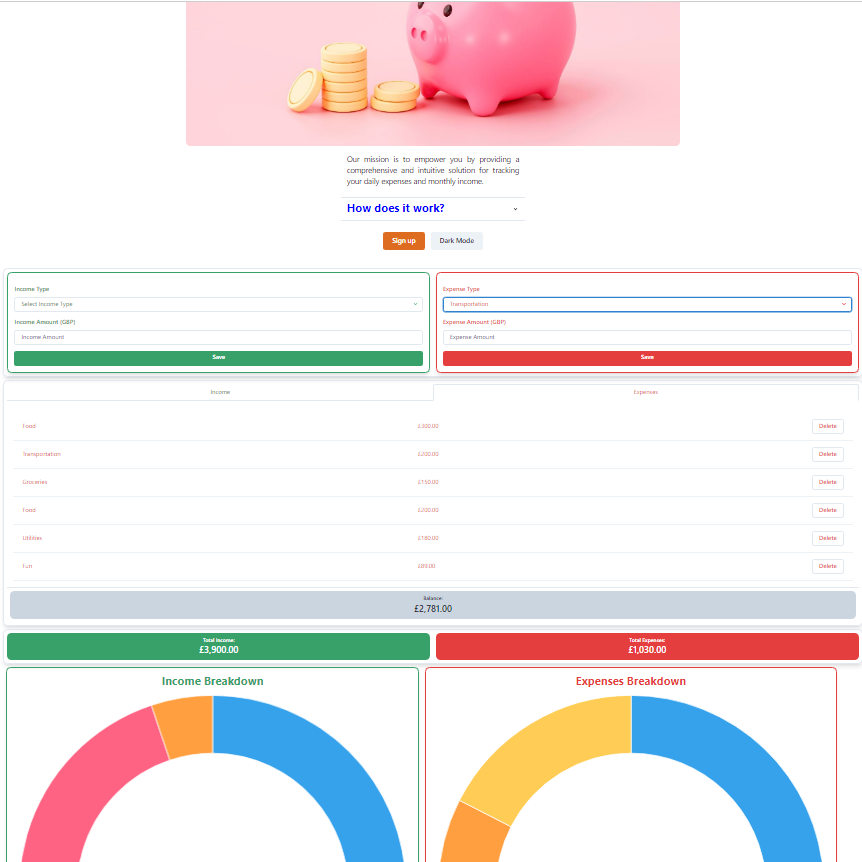 Our mission is to empower you by providing a
comprehensive and intuitive solution for tracking
your daily expenses and monthly income.
How does it work?
Sign up Dark Mode
Income Type
Select Income Type
Income Amount (GBP)
Income Amount
Save
Expense Type
Transportation
Expense Amount (GBP)
Expense Amount
Save
Income Expenses
Food £300.00 Delete
Transportation £200.00 Delete
Groceries £150.00 Delete
Food £200.00 Delete
Utilities £180.00 Delete
Fun £89.00 Delete
Balance:
£2,781.00
Total Income:
£3,900.00
Total Expenses:
£1,030.00
Income Breakdown
Expenses Breakdown